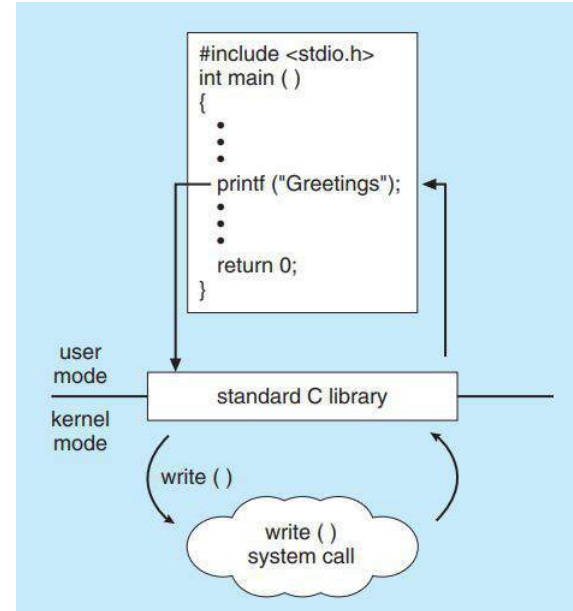 #include <stdio.h>
int main ( )
{
•
•
•
printf ("Greetings");
•
•
•
return 0;
}
user
mode
standard C library
kernel
mode
write ( )
write ( )
system call